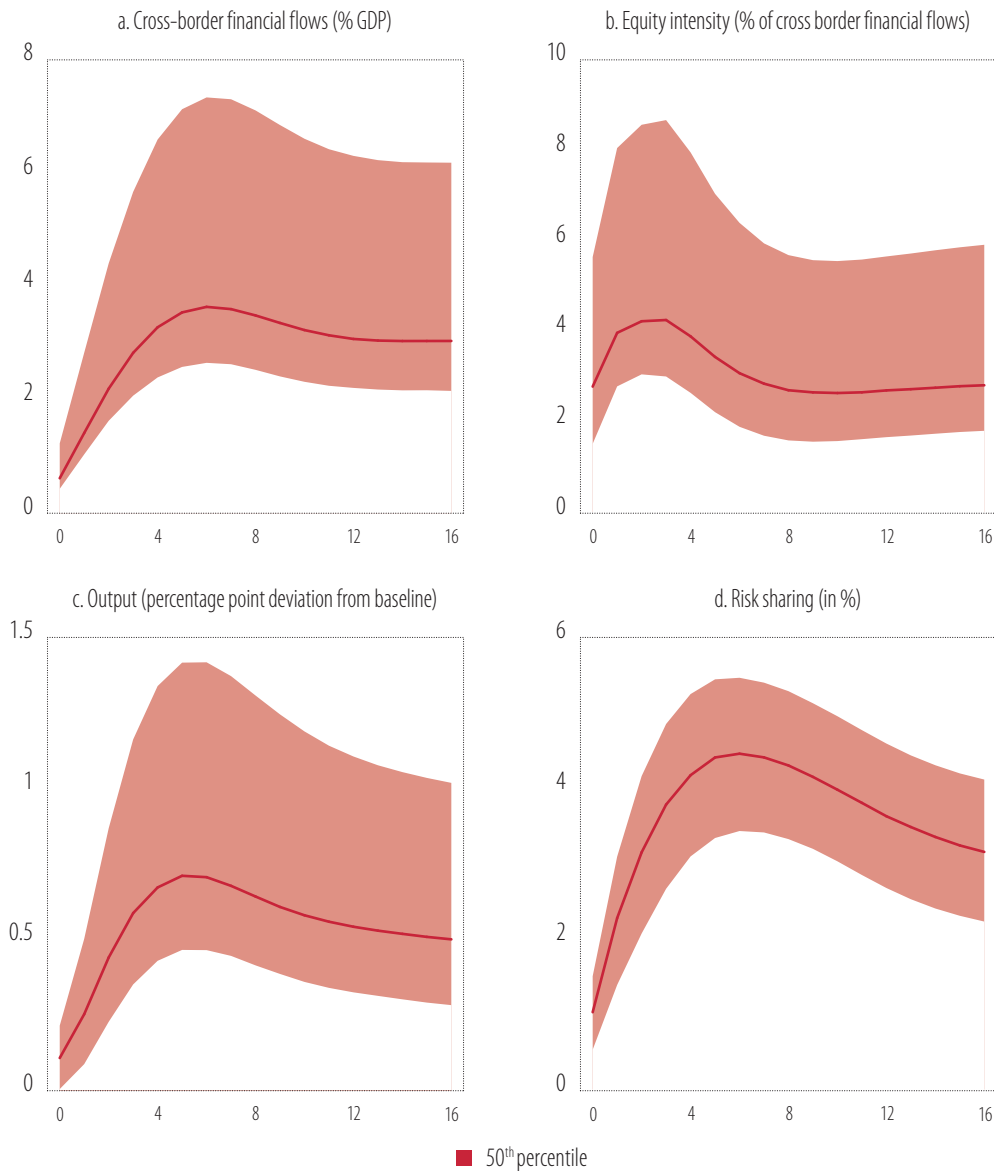 a. Cross-border financial flows (% GDP)
8
6
4
2
0
0 4 8 12 16
b. Equity intensity (% of cross border financial flows)
10
8
6
4
2
0
0 4 8 12 16
c. Output (percentage point deviation from baseline)
1.5
1
0.5
0
0 4 8 12 16
d. Risk sharing (in %)
6
4
2
0
0 4 8 12 16
50th percentile